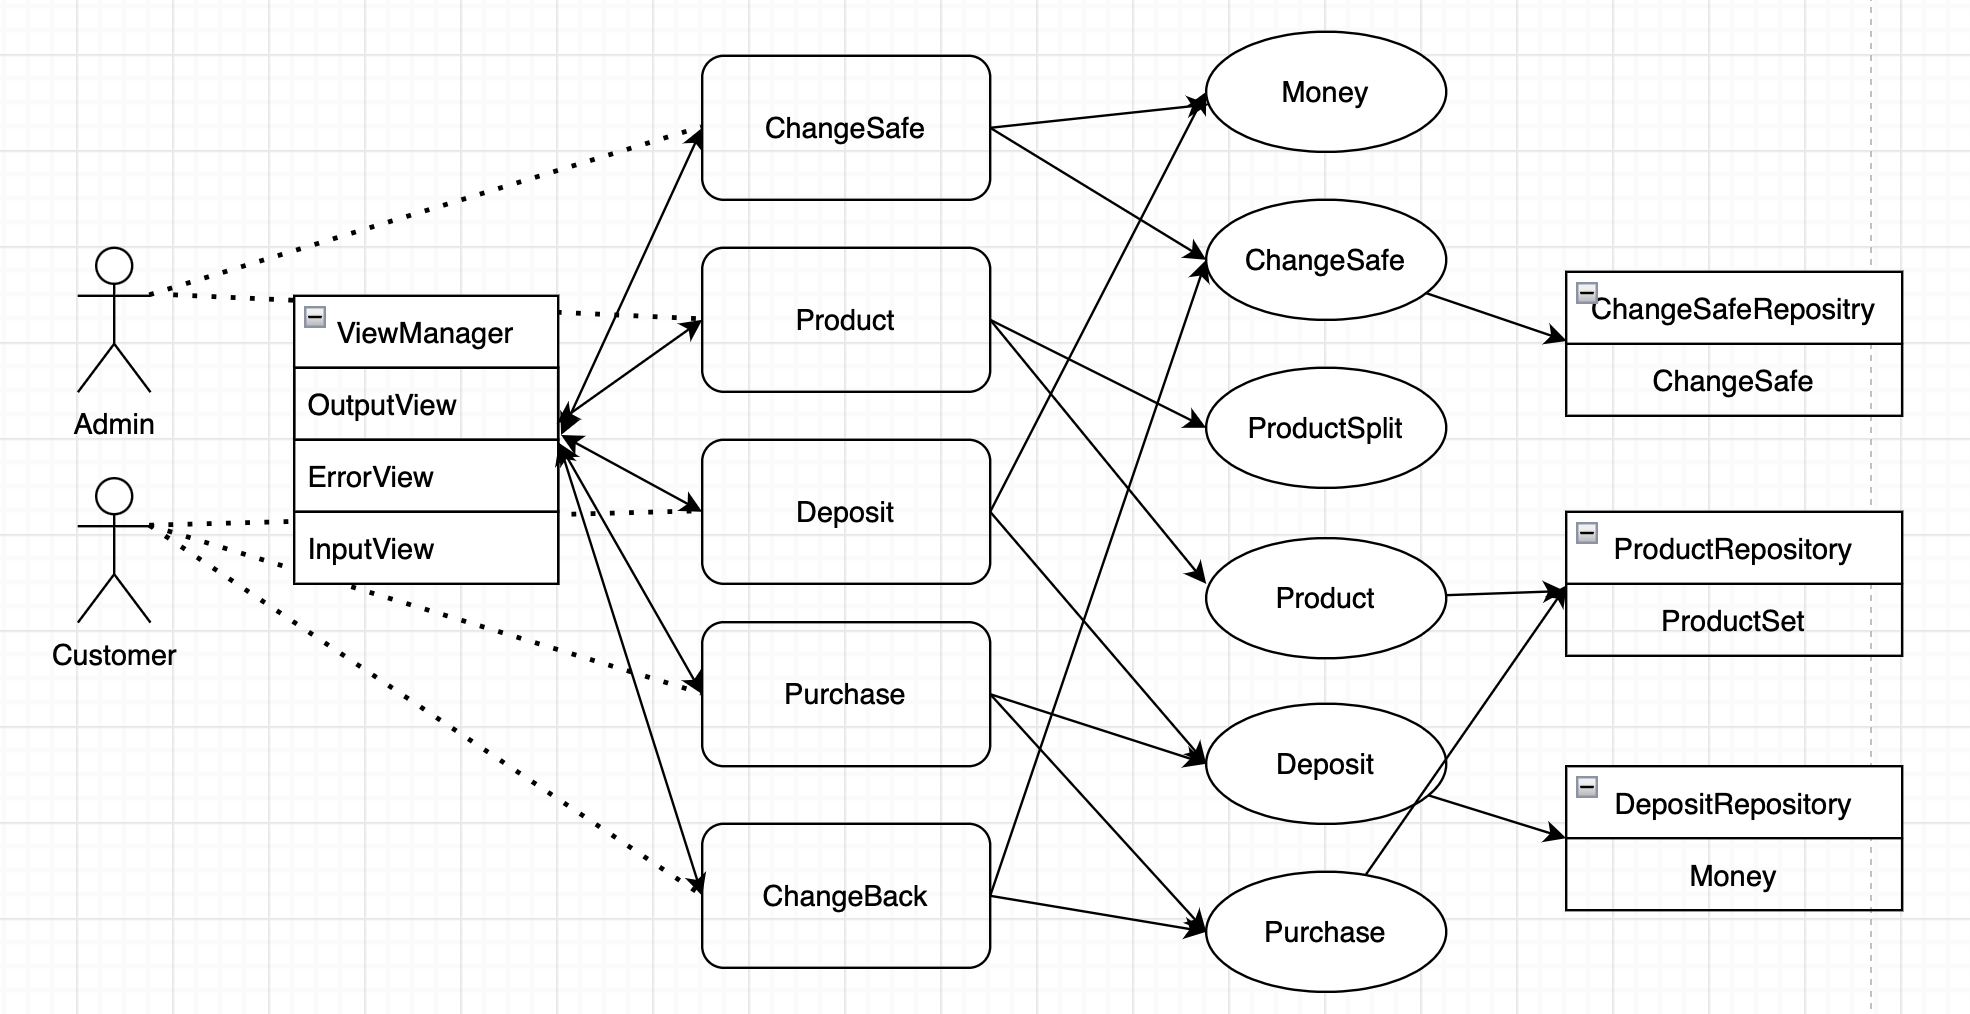 Admin
Customer
ViewManager
OutputView
ErrorView
InputView
ChangeSafe
Product
Deposit
Purchase
ChangeBack
Money
ChangeSafe
ProductSplit
Product
Deposit
Purchase
ChangeSafeRepositry
ChangeSafe
ProductRepository
ProductSet
DepositRepository
Money